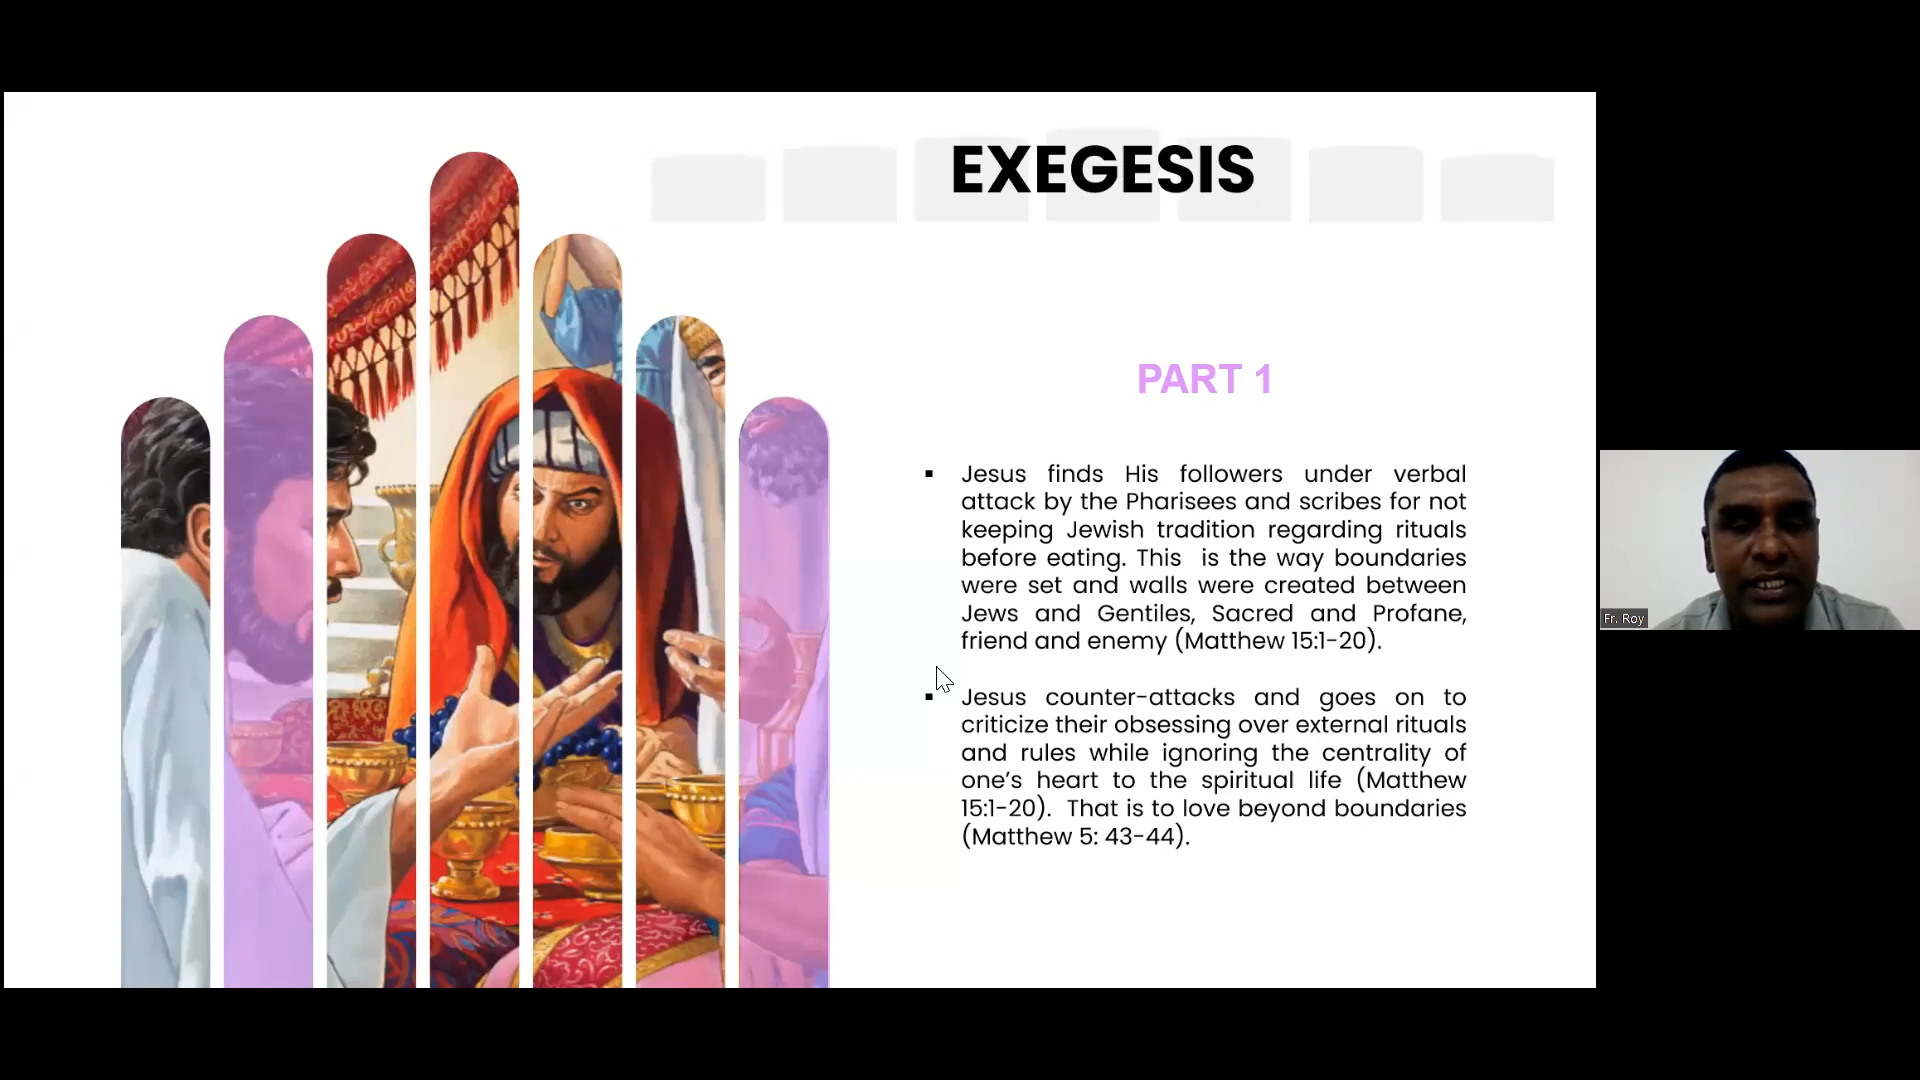 EXEGESIS
PART 1
▪ Jesus finds His followers under verbal
attack by the Pharisees and scribes for not
keeping Jewish tradition regarding rituals
before eating. This is the way boundaries
were set and walls were created between
Jews and Gentiles, Sacred and Profane,
friend and enemy (Matthew 15:1-20).
▪ Jesus counter-attacks and goes on to
criticize their obsessing over external rituals
and rules while ignoring the centrality of
one’s heart to the spiritual life (Matthew
15:1-20). That is to love beyond boundaries
(Matthew 5: 43-44).
Fr. Roy